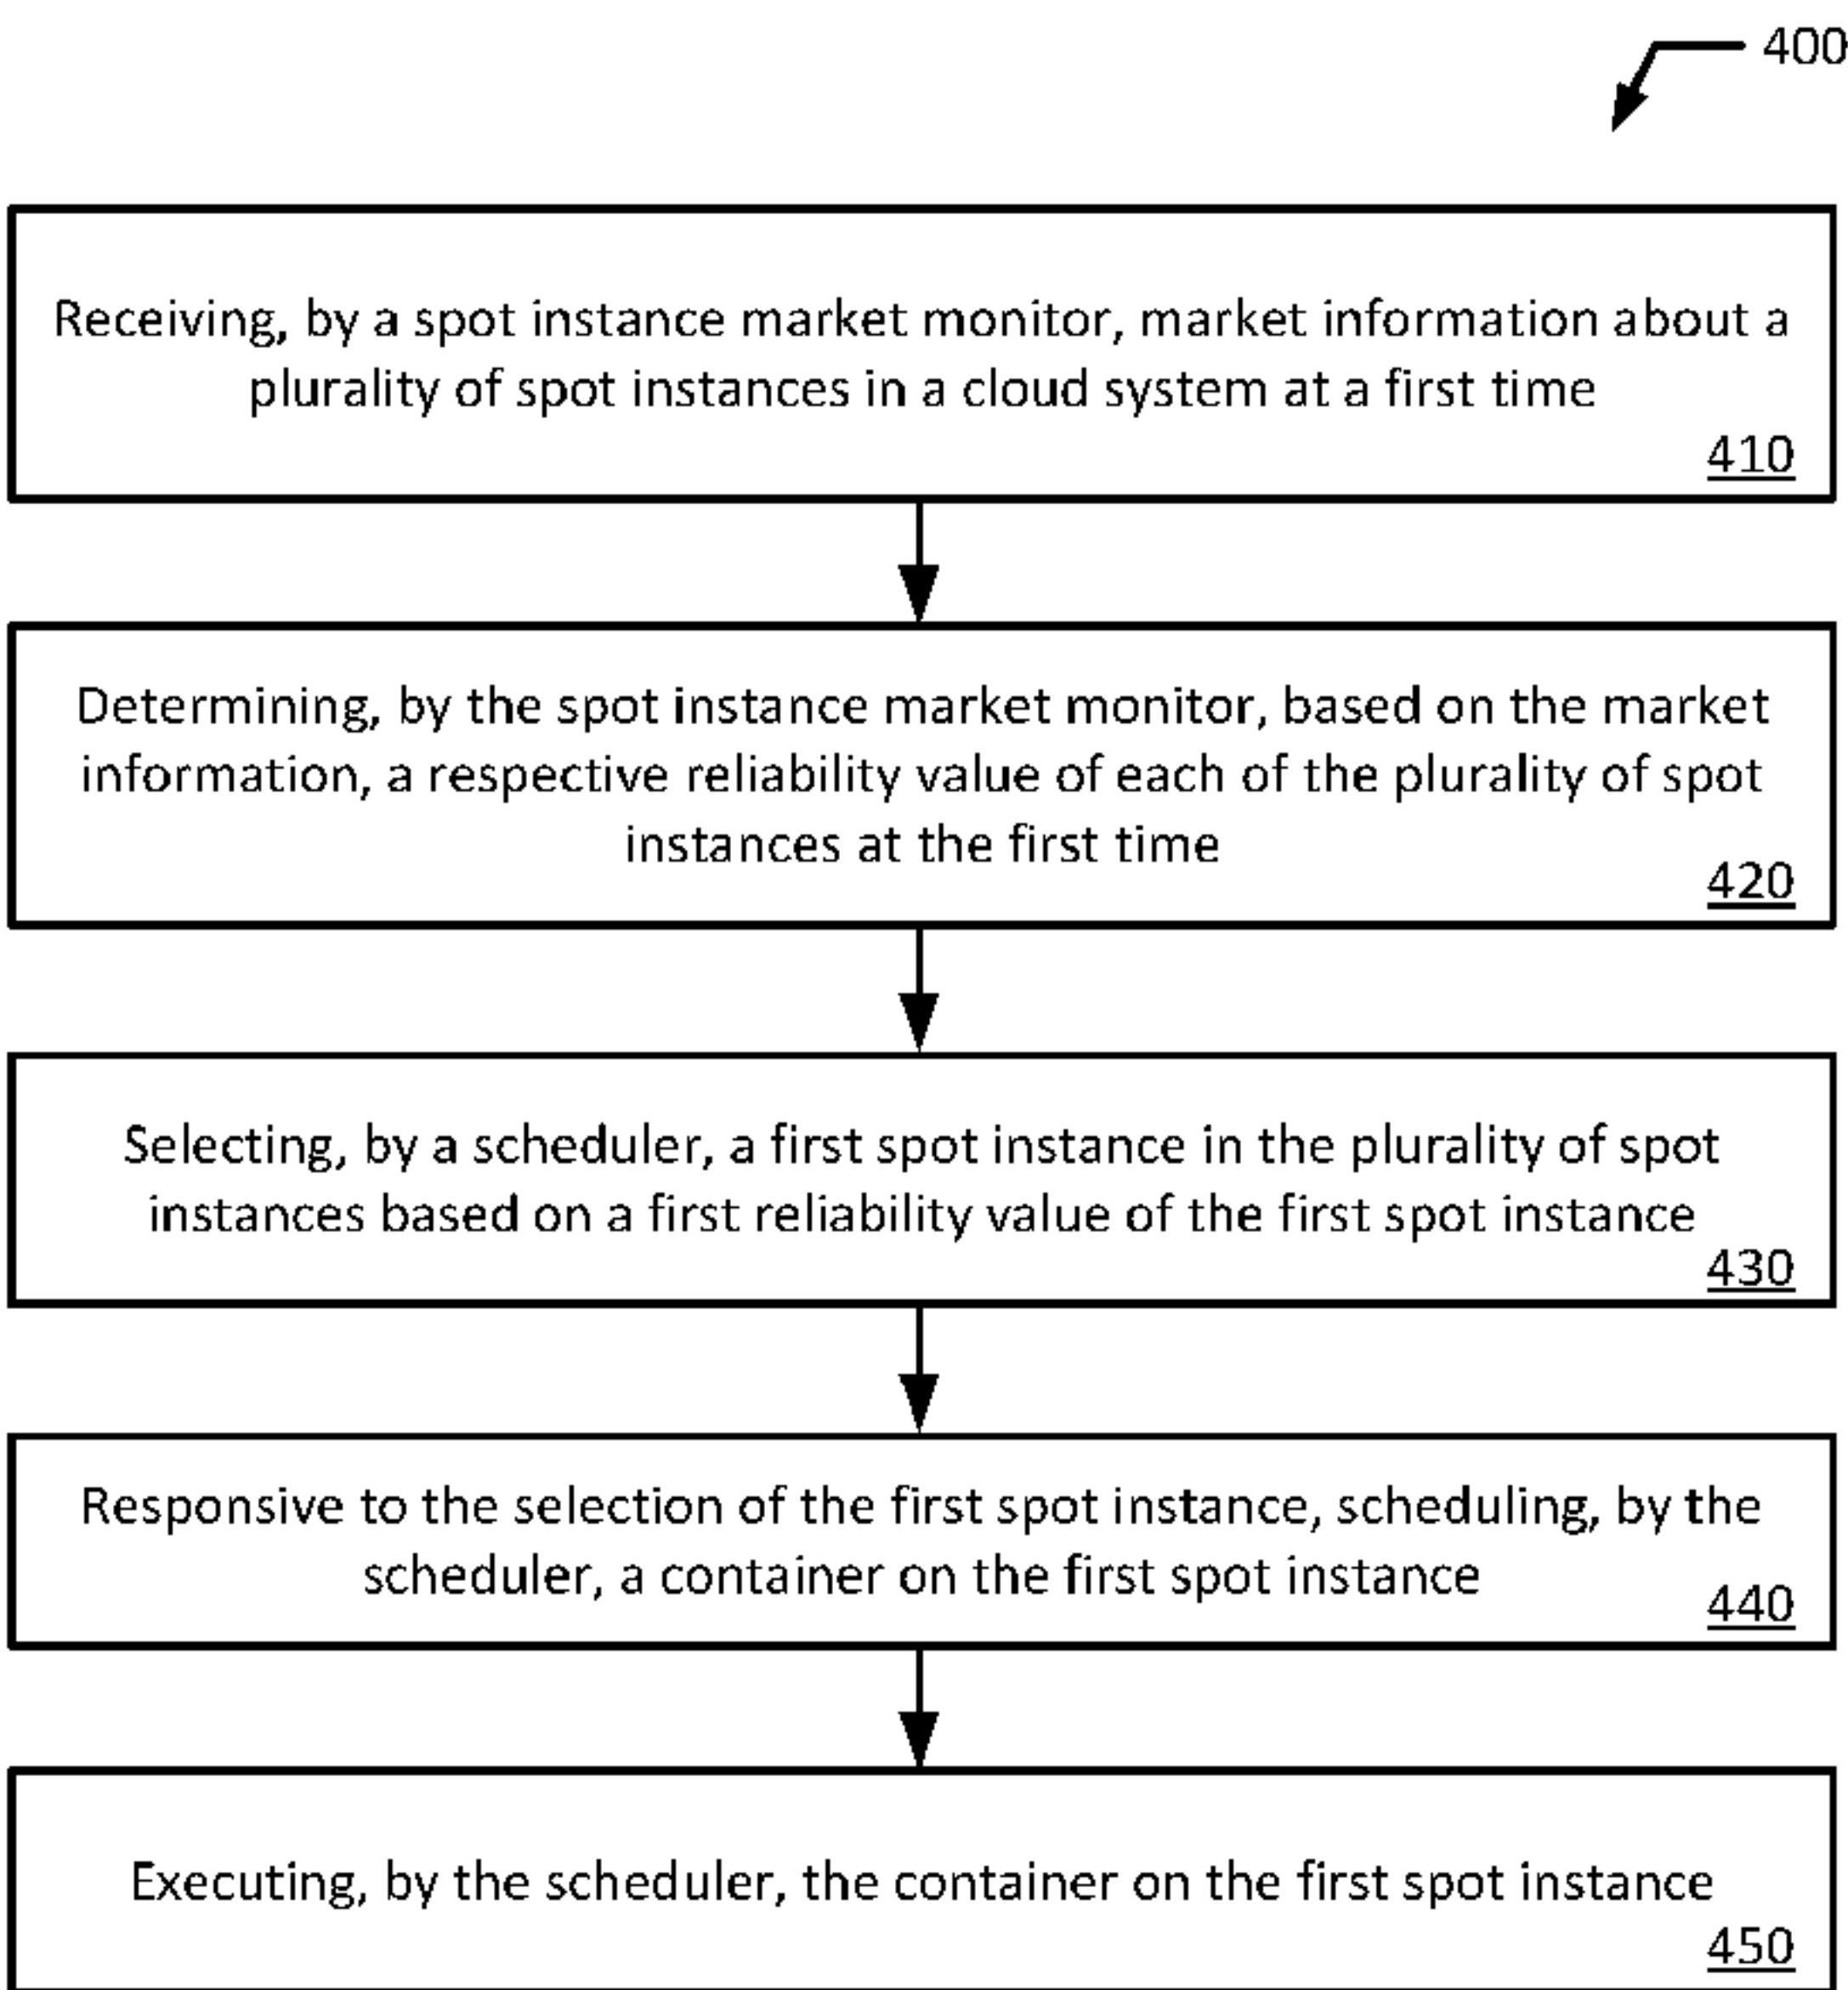 400
Receiving, by a spot instance market monitor, market information about a
plurality of spot instances in a cloud system at a first time
410
Determining, by the spot instance market monitor, based on the market
information, a respective reliability value of each of the plurality of spot
instances at the first time
420
Selecting, by a scheduler, a first spot instance in the plurality of spot
instances based on a first reliability value of the first spot instance
430
Responsive to the selection of the first spot instance, scheduling, by the
scheduler, a container on the first spot instance
440
Executing, by the scheduler, the container on the first spot instance
450